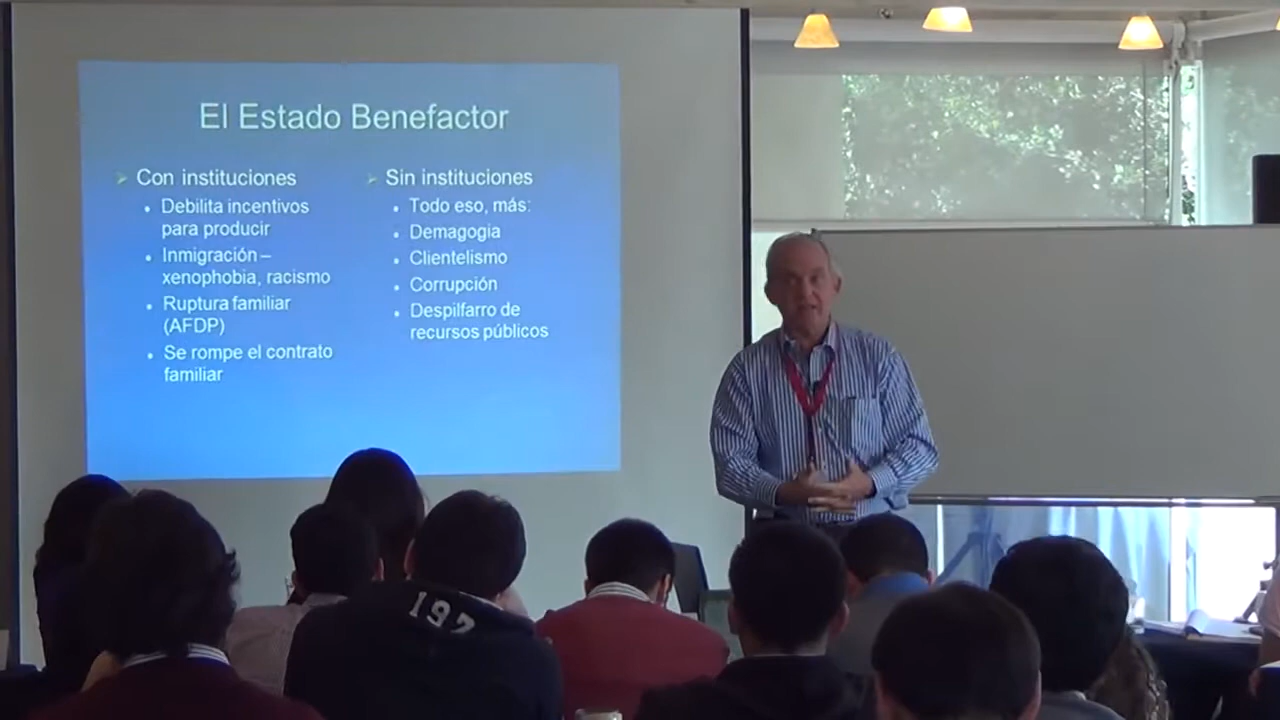 El Estado Benefactor
Con instituciones
Debilita incentivos
para producir
Inmigración –
xenophobia, racismo
Ruptura familiar
(AFDP)
Se rompe el contrato
familiar
Sin instituciones
Todo eso, más:
Demagogia
Clientelismo
Corrupción
Despilfarro de
recursos públicos
197